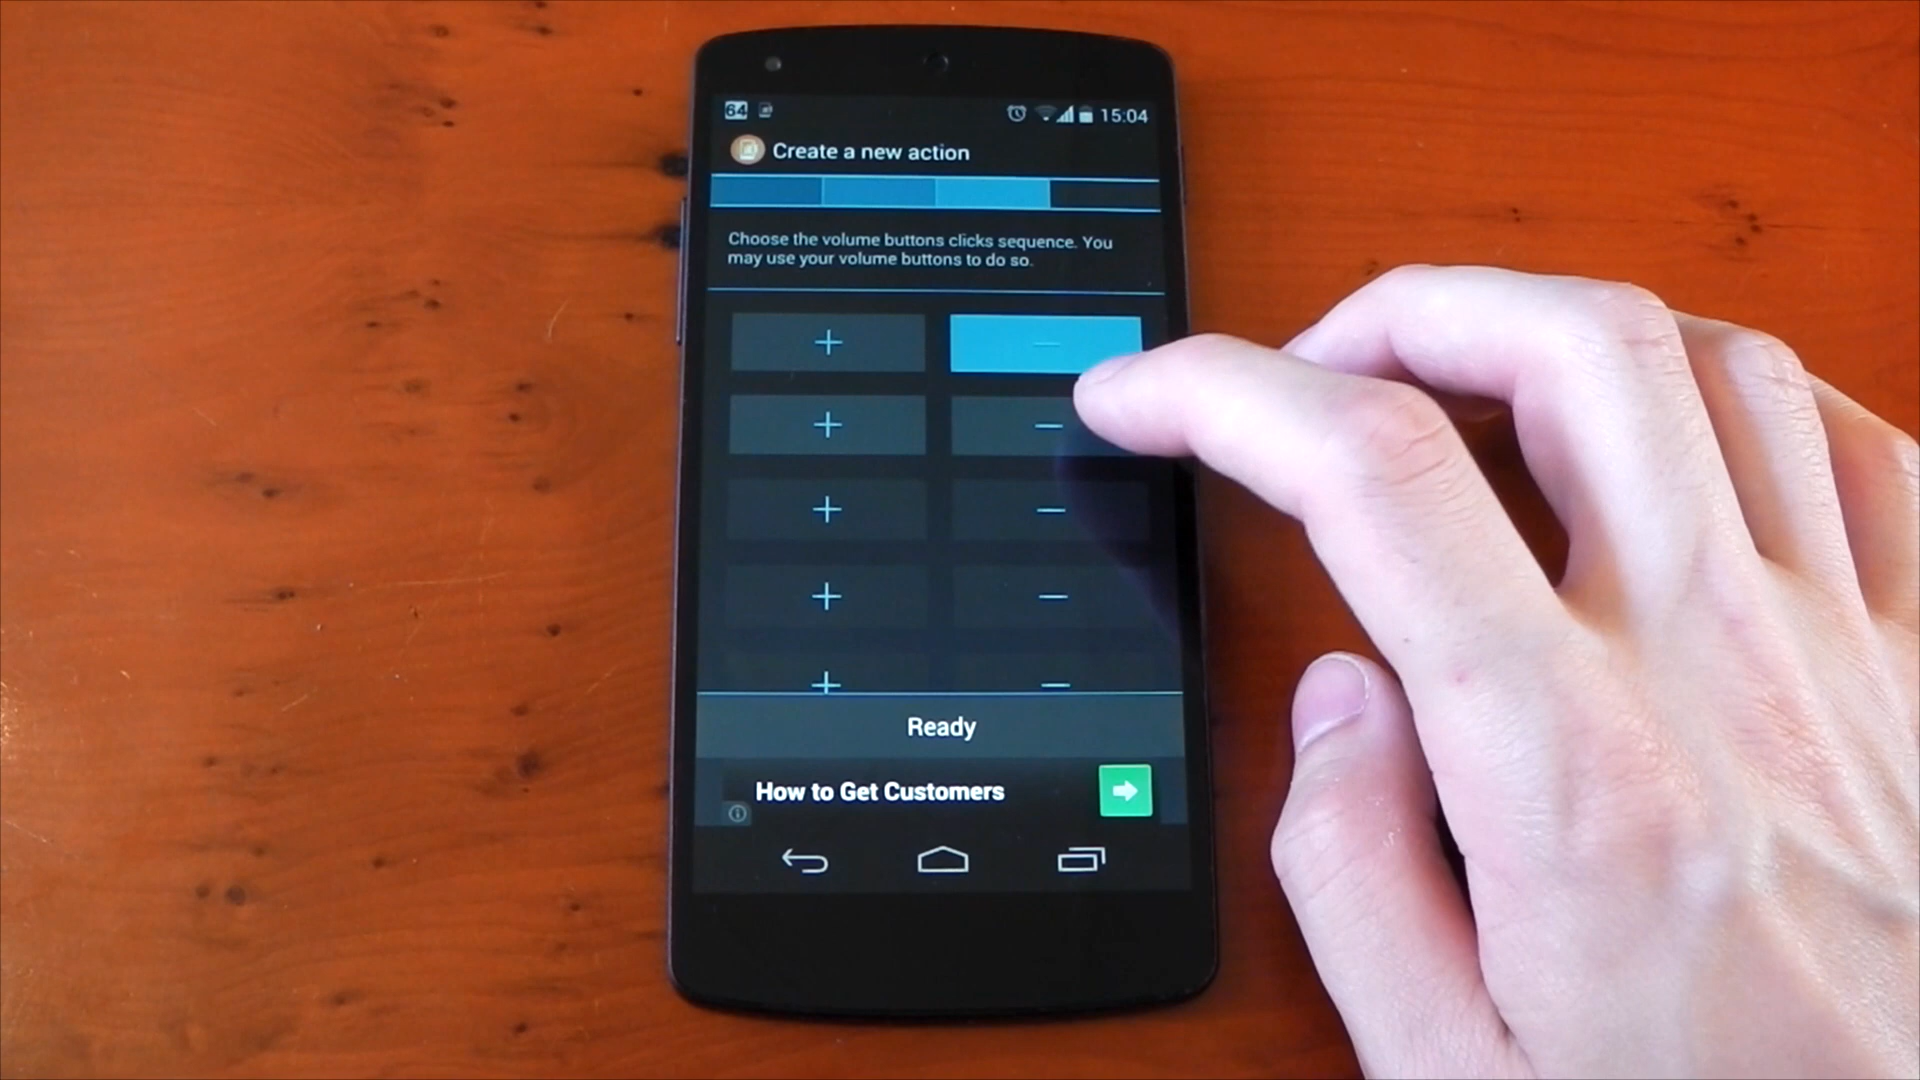 64
15:04
Create a new action
Choose the volume buttons clicks sequence. You
may use your volume buttons to do so.
+ —
+ —
+ —
+ —
+ —
Ready
How to Get Customers